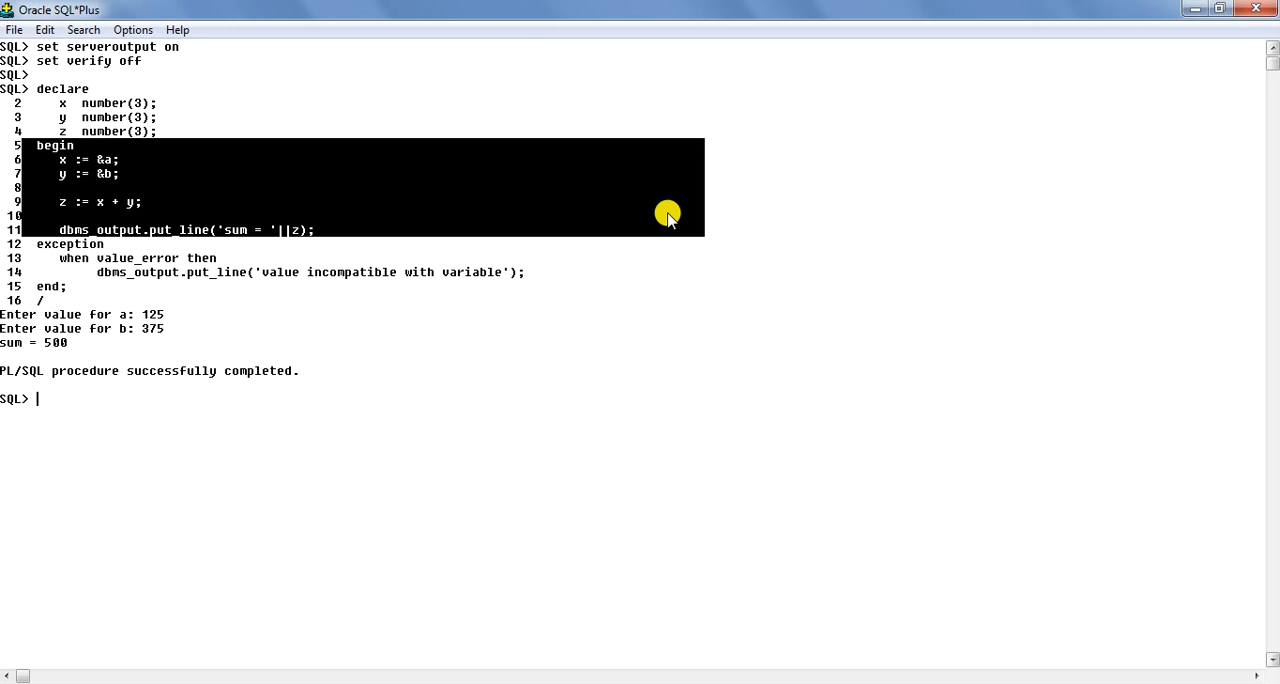 Oracle SQL*Plus
File Edit Search Options Help
SQL> set serveroutput on
SQL> set verify off
SQL>
SQL> declare
  2     x  number(3);
  3     y  number(3);
  4     z  number(3);
  5  begin
  6     x := &a;
  7     y := &b;
  8
  9     z := x + y;
 10
 11     dbms_output.put_line('sum = '||z);
 12  exception
 13     when value_error then
 14          dbms_output.put_line('value incompatible with variable');
 15  end;
 16  /
Enter value for a: 125
Enter value for b: 375
sum = 500
PL/SQL procedure successfully completed.
SQL>